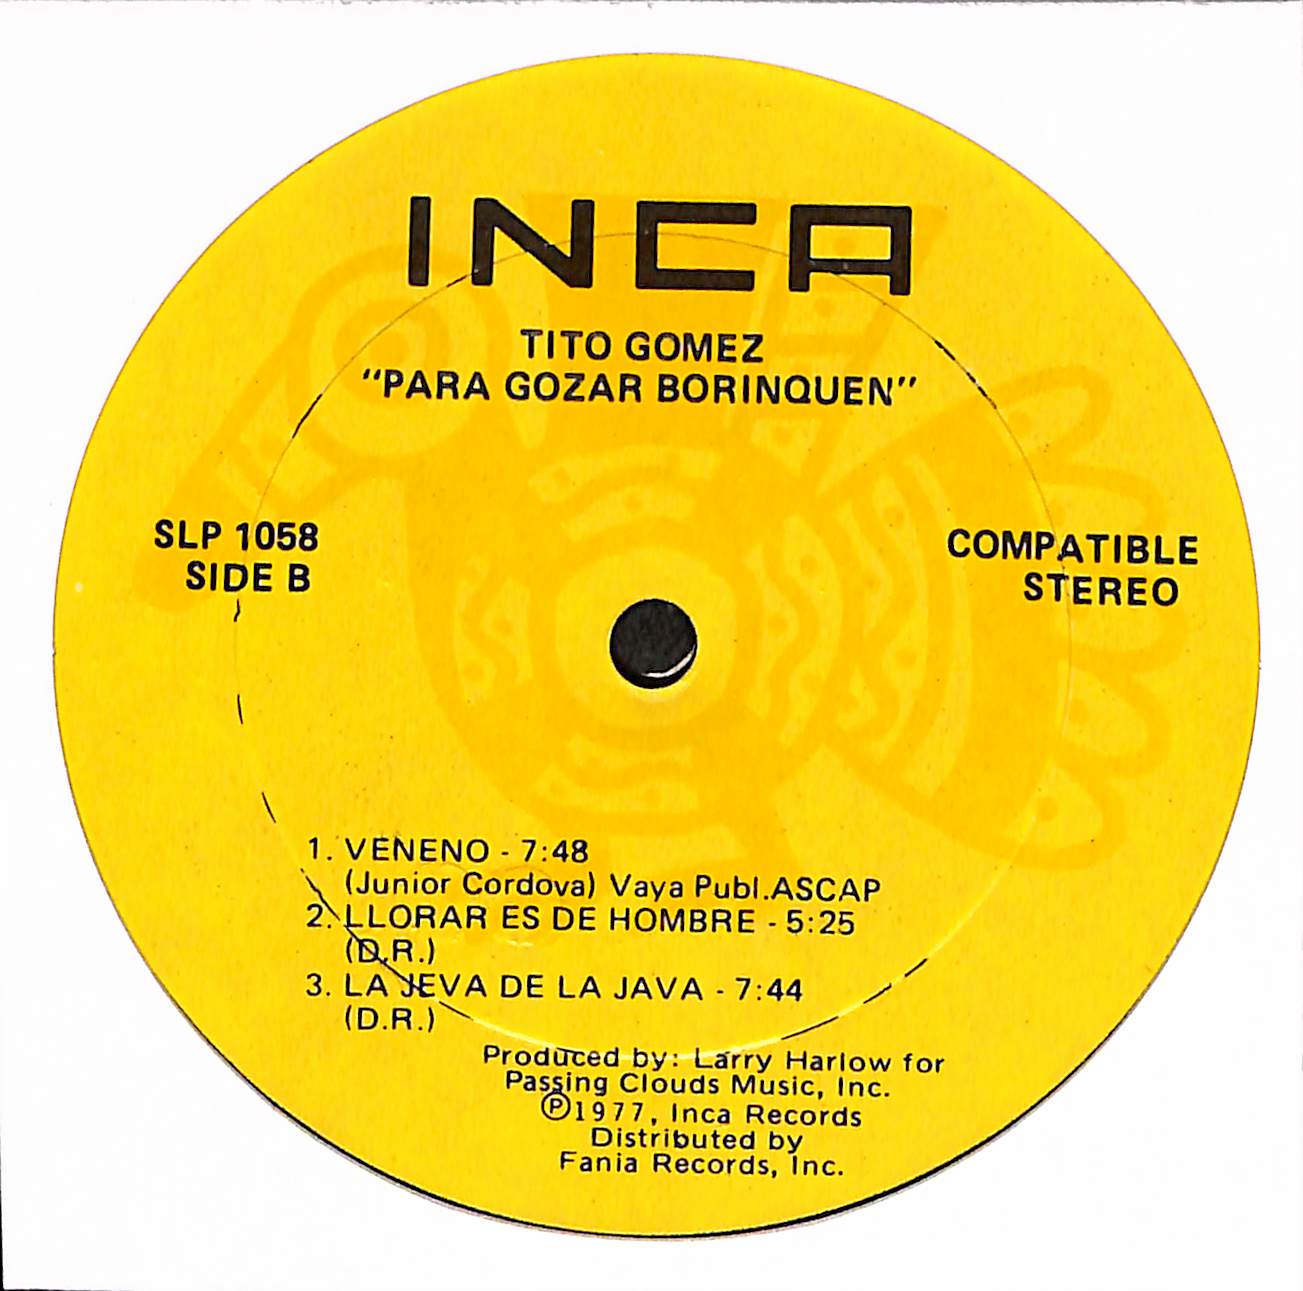 INCA
TITO GOMEZ
"PARA GOZAR BORINQUEN"
SLP 1058
SIDE B
COMPATIBLE
STEREO
1. VENENO - 7:48
(Junior Cordova) Vaya Publ.ASCAP
2. LLORAR ES DE HOMBRE - 5:25
(D.R.)
3. LA JEVA DE LA JAVA - 7:44
(D.R.)
Produced by: Larry Harlow for
Passing Clouds Music, Inc.
Ⓟ1977, Inca Records
Distributed by
Fania Records, Inc.